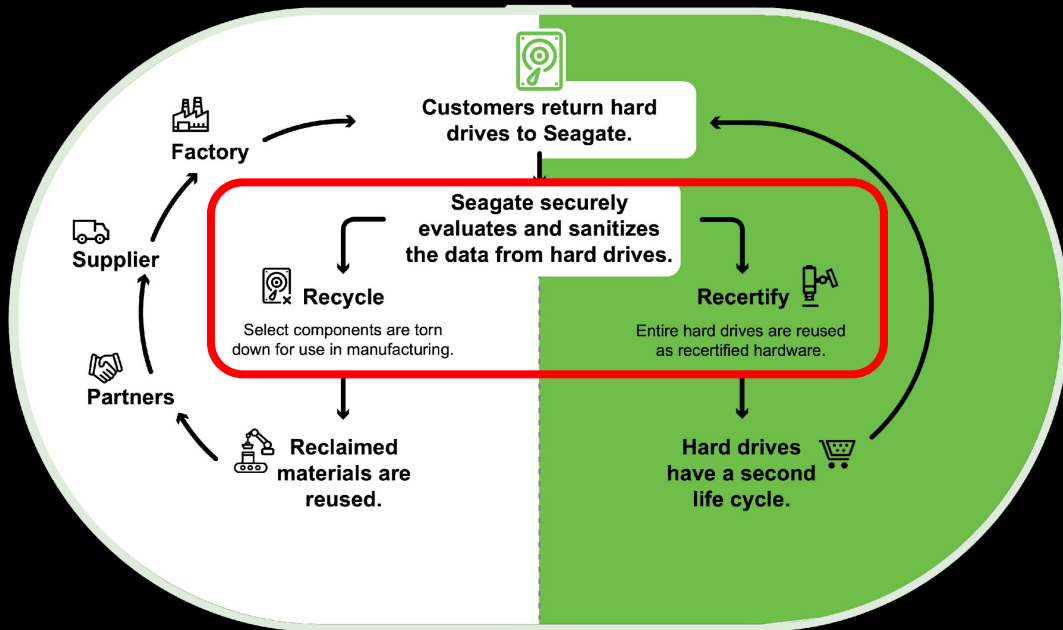 Customers return hard
drives to Seagate.
Factory
Seagate securely
evaluates and sanitizes
the data from hard drives.
Supplier
Recycle
Select components are torn
down for use in manufacturing.
Recertify
Entire hard drives are reused
as recertified hardware.
Partners
Reclaimed
materials are
reused.
Hard drives
have a second
life cycle.